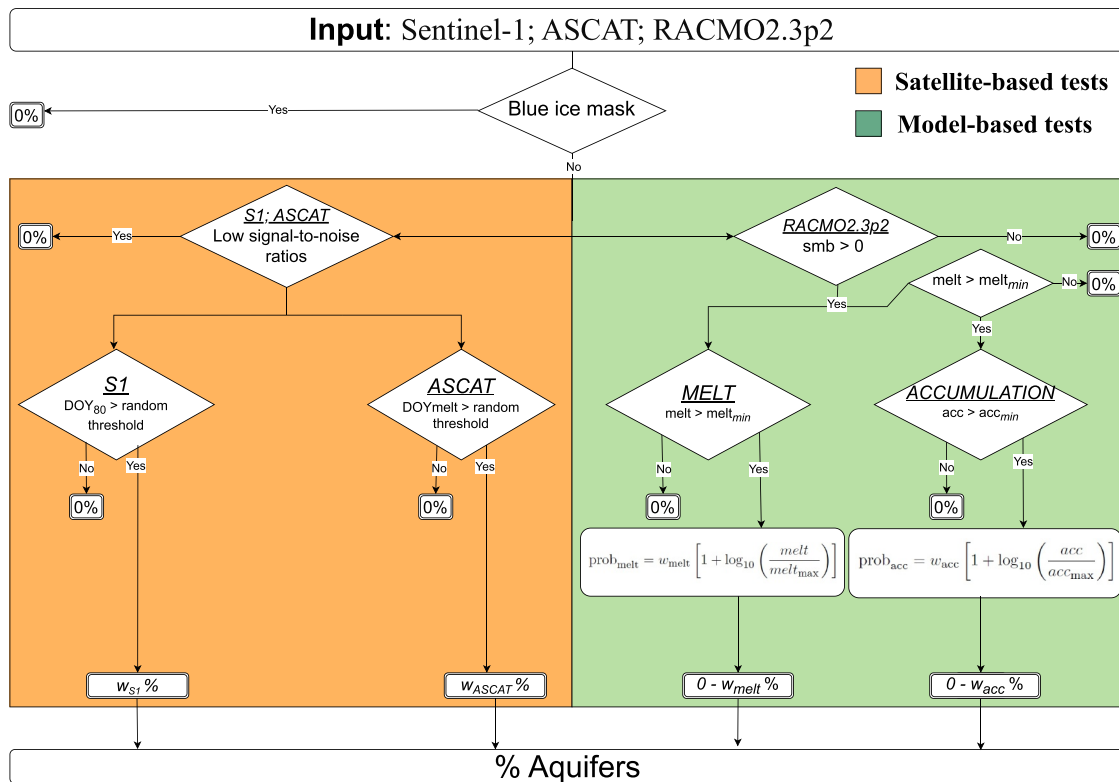 Input: Sentinel-1; ASCAT; RACMO2.3p2
Satellite-based tests
Model-based tests
Blue ice mask
Yes
0%
No
S1; ASCAT
Low signal-to-noise
ratios
Yes
0%
RACMO2.3p2
smb > 0
No
0%
Yes
melt > melt_min
No
0%
Yes
S1
DOY_80 > random
threshold
No
Yes
0%
ASCAT
DOYmelt > random
threshold
No
Yes
0%
MELT
melt > melt_min
No
Yes
0%
ACCUMULATION
acc > acc_min
No
Yes
0%
prob_melt = w_melt [1 + log_10 (melt / melt_max)]
prob_acc = w_acc [1 + log_10 (acc / acc_max)]
w_S1 %
w_ASCAT %
0 - w_melt %
0 - w_acc %
% Aquifers